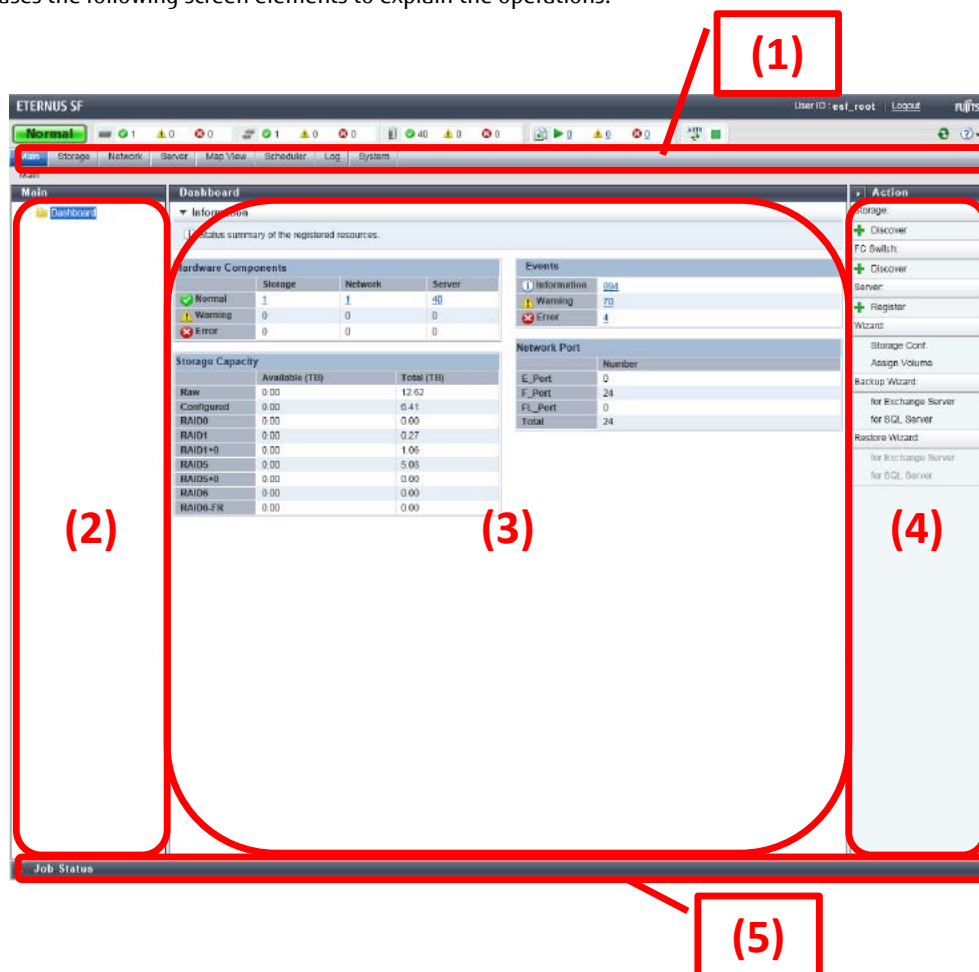 uses the following screen elements to explain the operations.
(1)
ETERNUS SF
User ID : esf_root Logout
Normal 1 0 0 1 0 0 40 0 0 0 0 0
Main Storage Network Server Map View Scheduler Log System
Main
Main Dashboard Action
Dashboard
Information
Status summary of the registered resources.
Hardware Components
Storage Network Server
Normal 1 1 40
Warning 0 0 0
Error 0 0 0
Events
Information 894
Warning 70
Error 4
Storage Capacity
Available (TB) Total (TB)
Raw 0.00 12.62
Configured 0.00 6.41
RAID0 0.00 0.00
RAID1 0.00 0.27
RAID1+0 0.00 1.06
RAID5 0.00 5.08
RAID5+0 0.00 0.00
RAID6 0.00 0.00
RAID6-FR 0.00 0.00
Network Port
Number
E_Port 0
F_Port 24
FL_Port 0
Total 24
Storage:
Discover
FC Switch:
Discover
Server:
Register
Wizard:
Storage Conf.
Assign Volume
Backup Wizard:
for Exchange Server
for SQL Server
Restore Wizard:
for Exchange Server
for SQL Server
(2) (3) (4)
Job Status
(5)